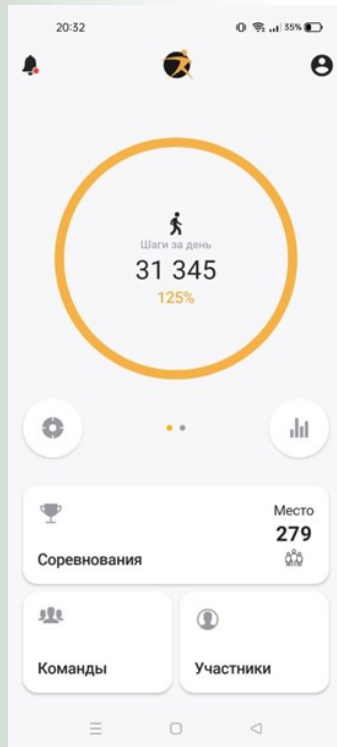 20:32
35%
Шаги за день
31 345
125%
Место
279
Соревнования
Команды
Участники